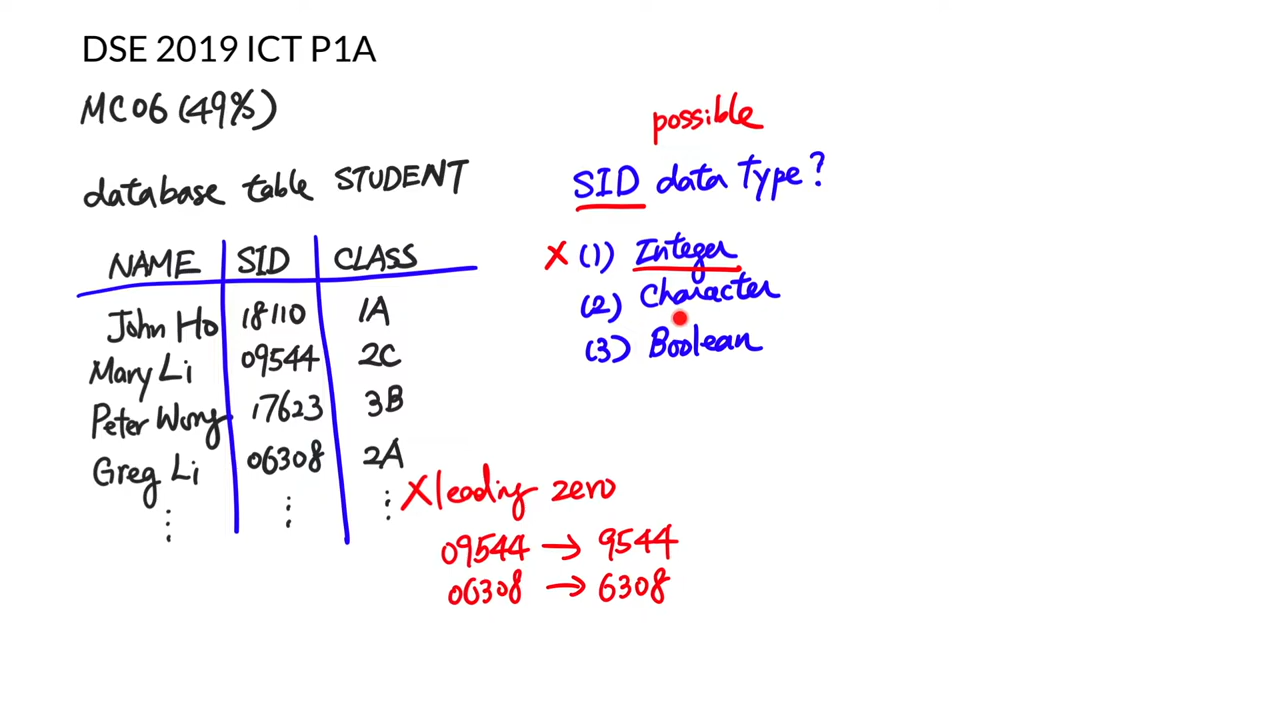 DSE 2019 ICT P1A
MC06 (49%)
database table STUDENT
NAME SID CLASS
John Ho 18110 1A
Mary Li 09544 2C
Peter Wong 17623 3B
Greg Li 06308 2A
⋮ ⋮ ⋮
possible
SID data type?
X (1) Integer
(2) Character
(3) Boolean
X leading zero
09544 → 9544
06308 → 6308